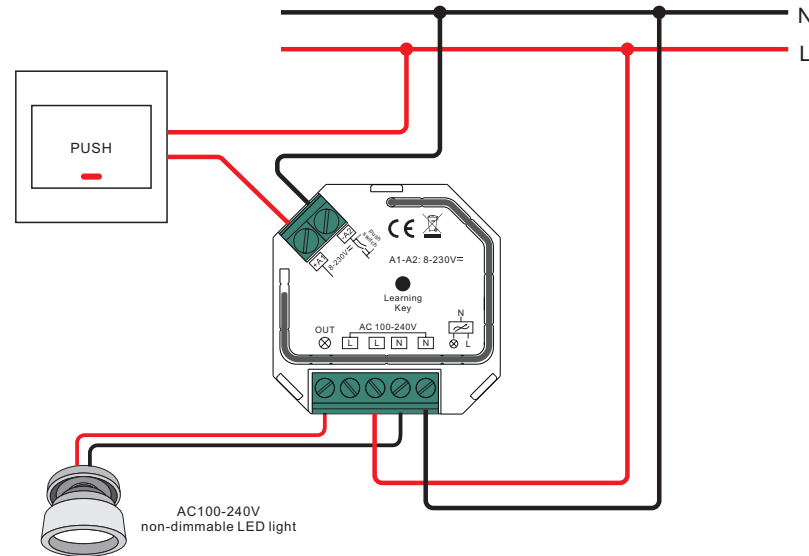 N
L
PUSH
-A2
+A1
8-230V
push
switch
CE
A1-A2: 8-230V
Learning
Key
OUT
AC 100-240V
L
L
N
N
N
L
AC100-240V
non-dimmable LED light